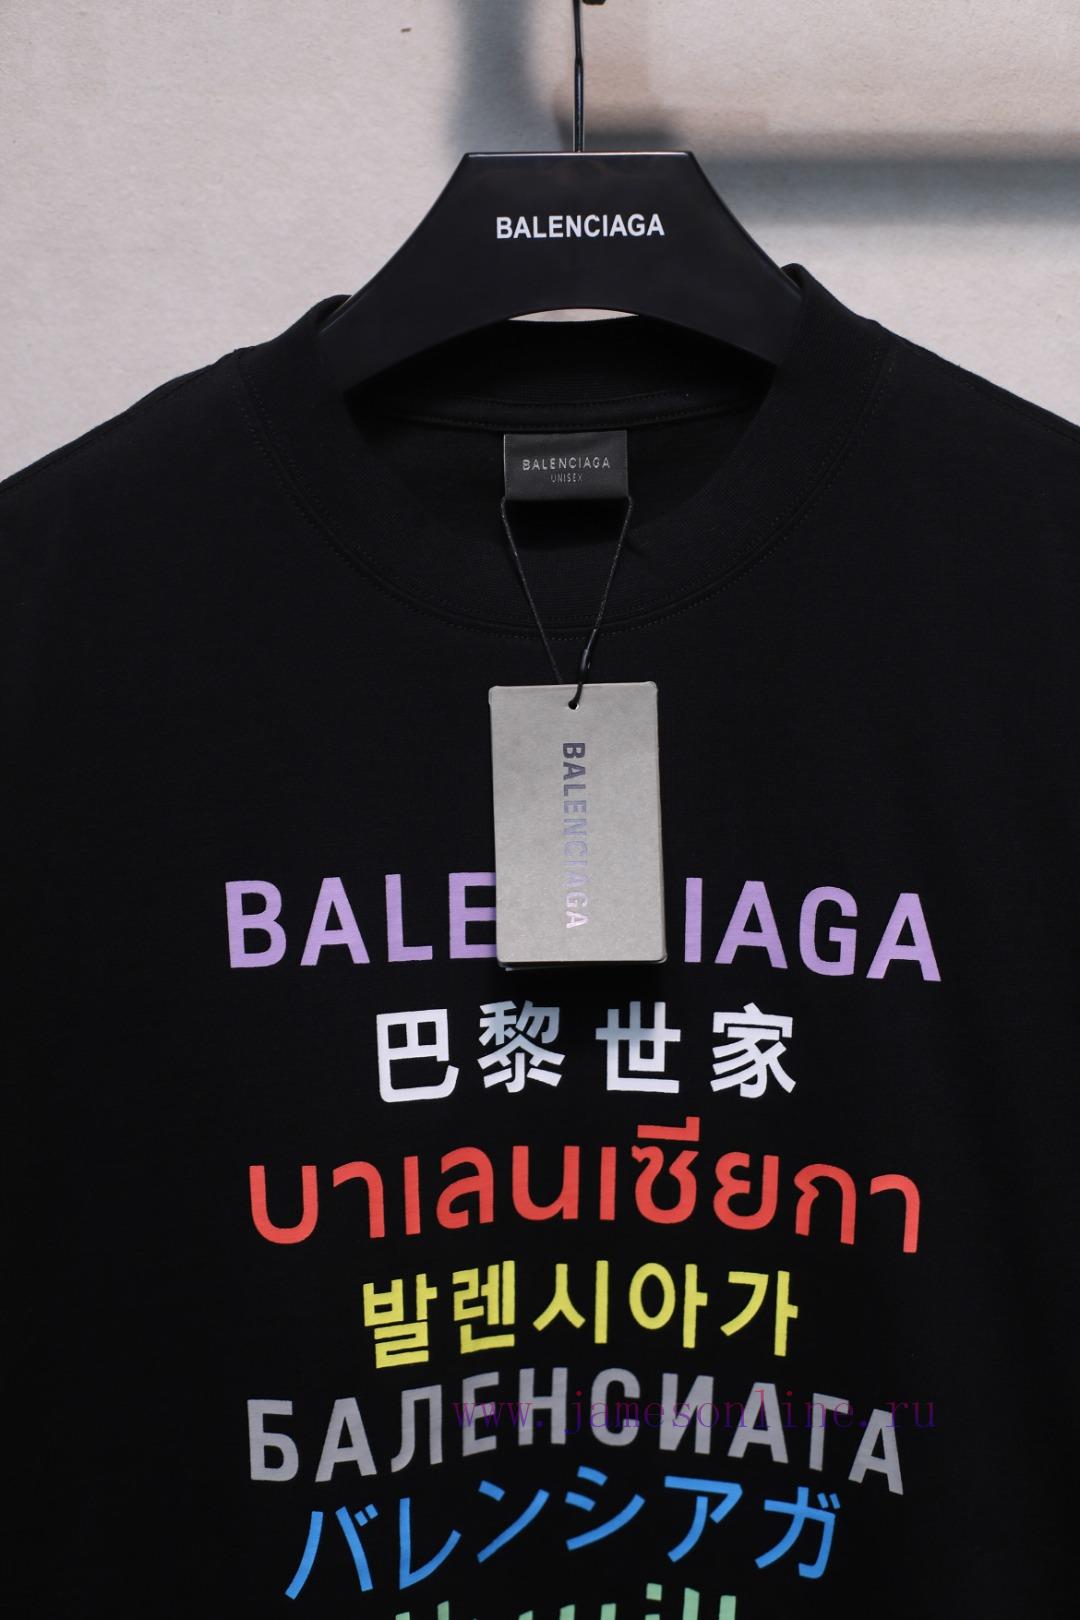 BALENCIAGA
BALENCIAGA
UNISEX
BALENCIAGA
BALE IAGA
巴黎世家
บาเลนเซียกา
발렌시아가
БАЛЕНСИАГА
www.jamesonline.ru
バレンシアガ